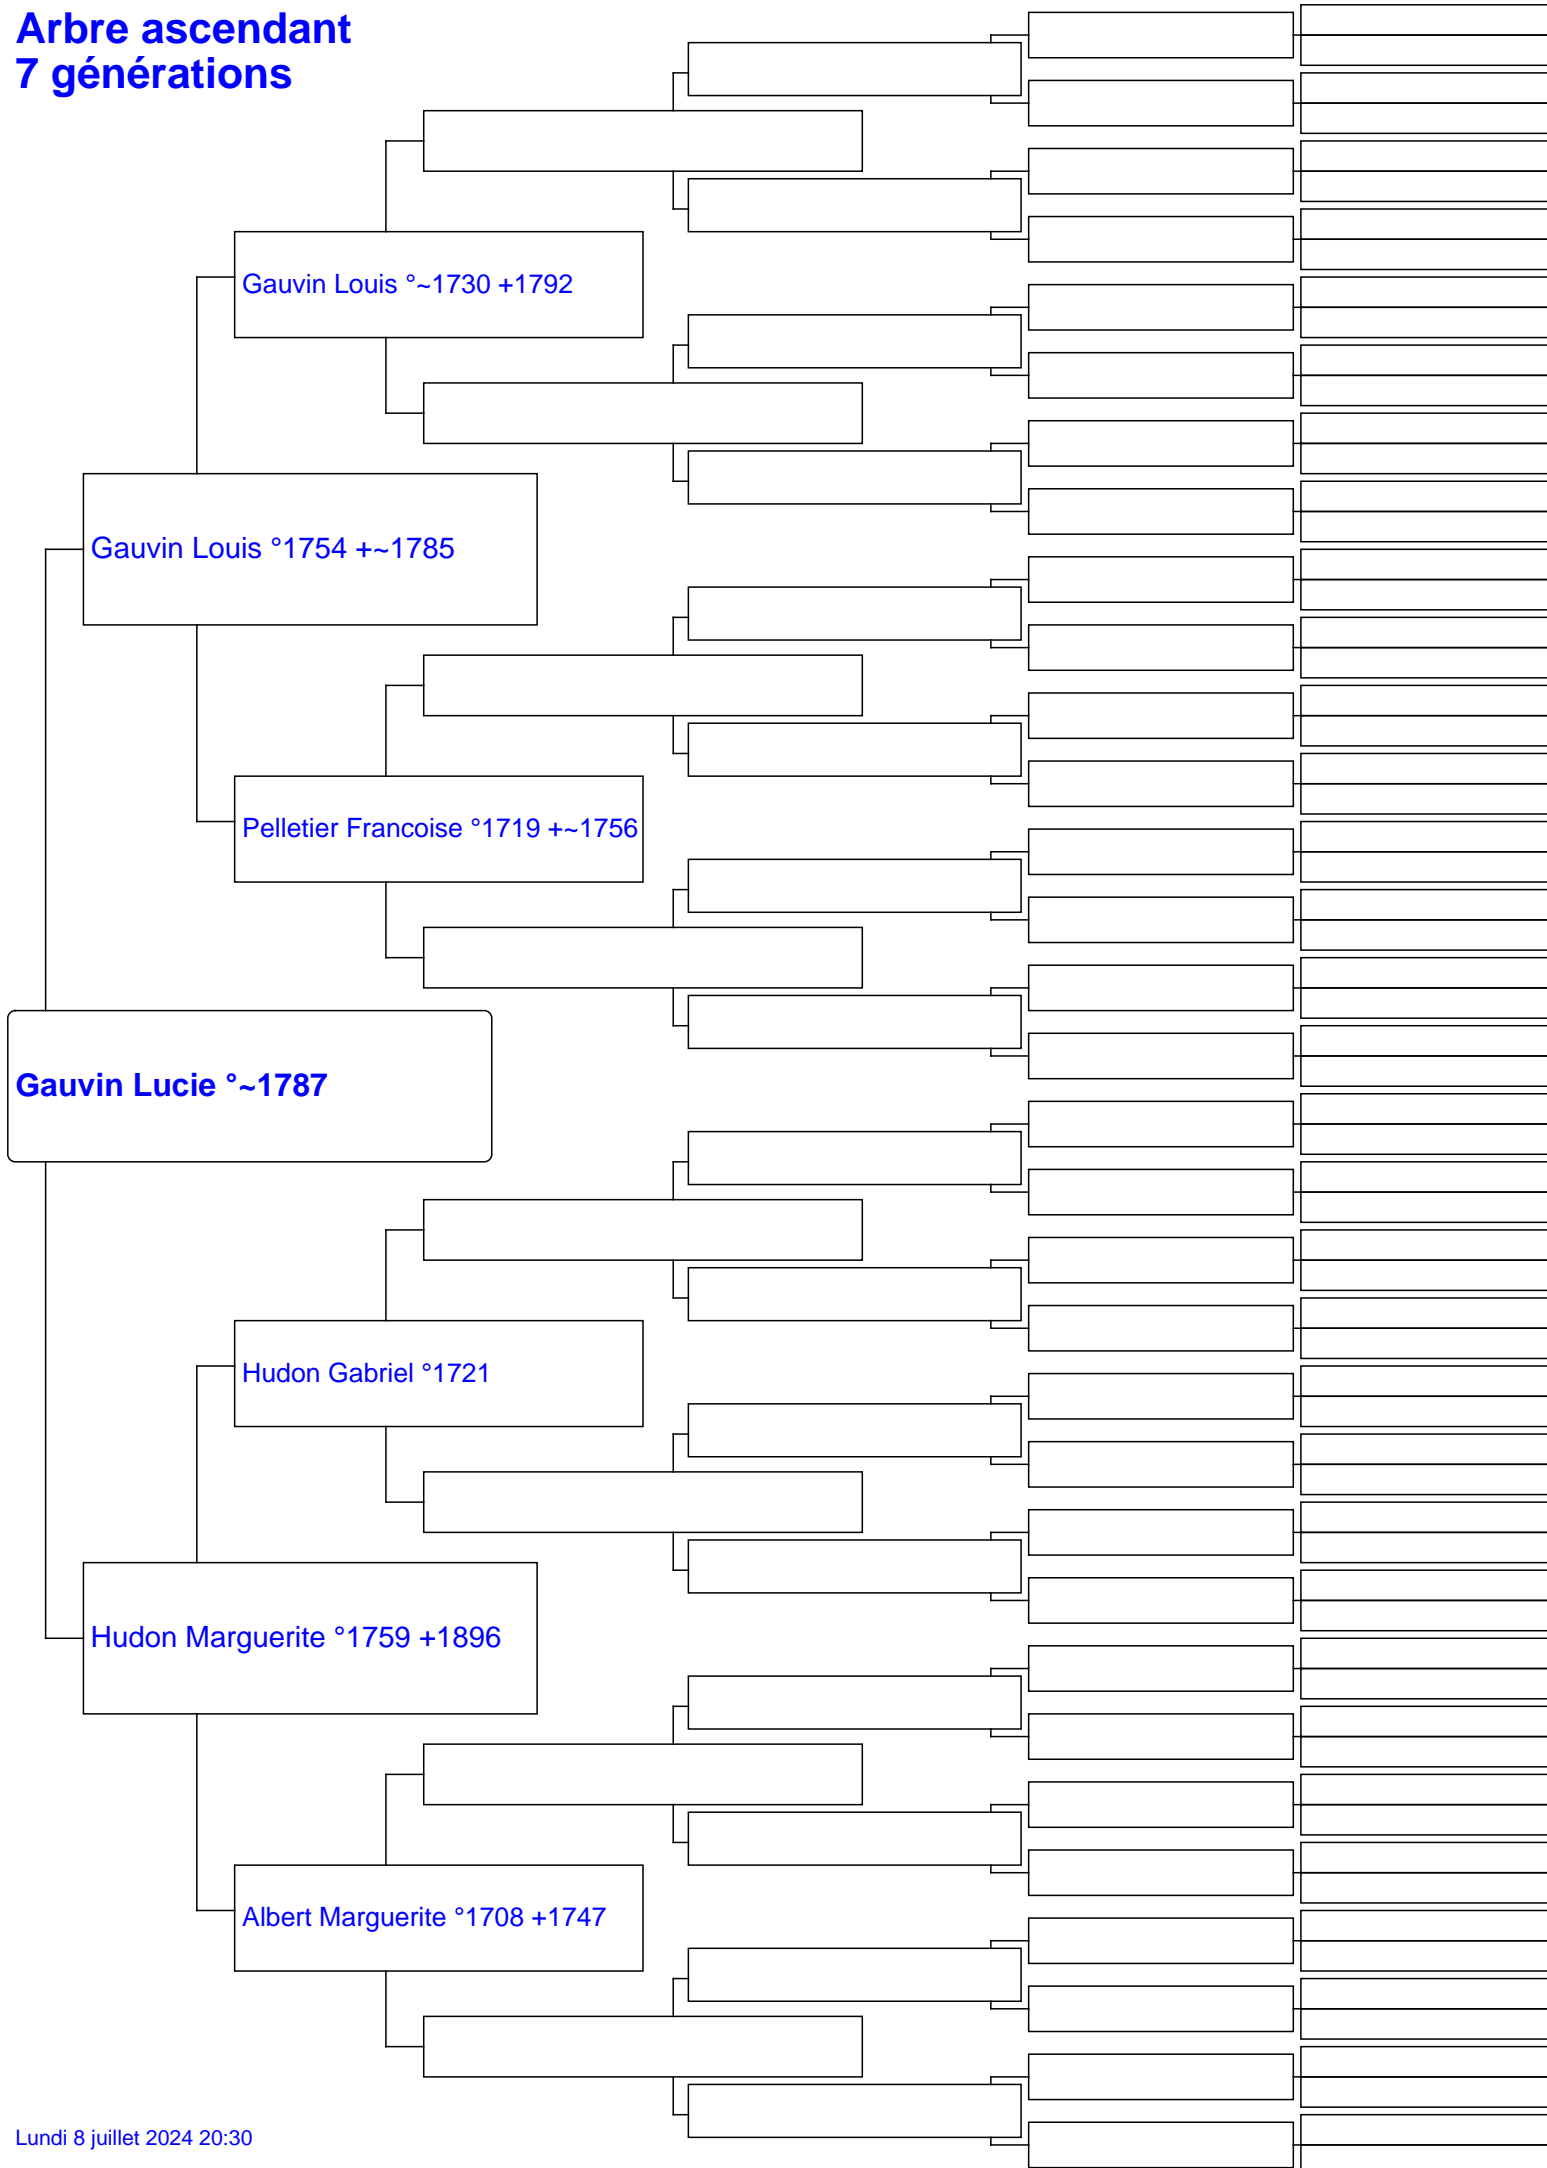 Arbre ascendant
7 générations
Gauvin Louis °~1730 +1792
Gauvin Louis °1754 +~1785
Pelletier Francoise °1719 +~1756
Gauvin Lucie °~1787
Hudon Gabriel °1721
Hudon Marguerite °1759 +1896
Albert Marguerite °1708 +1747
Lundi 8 juillet 2024 20:30